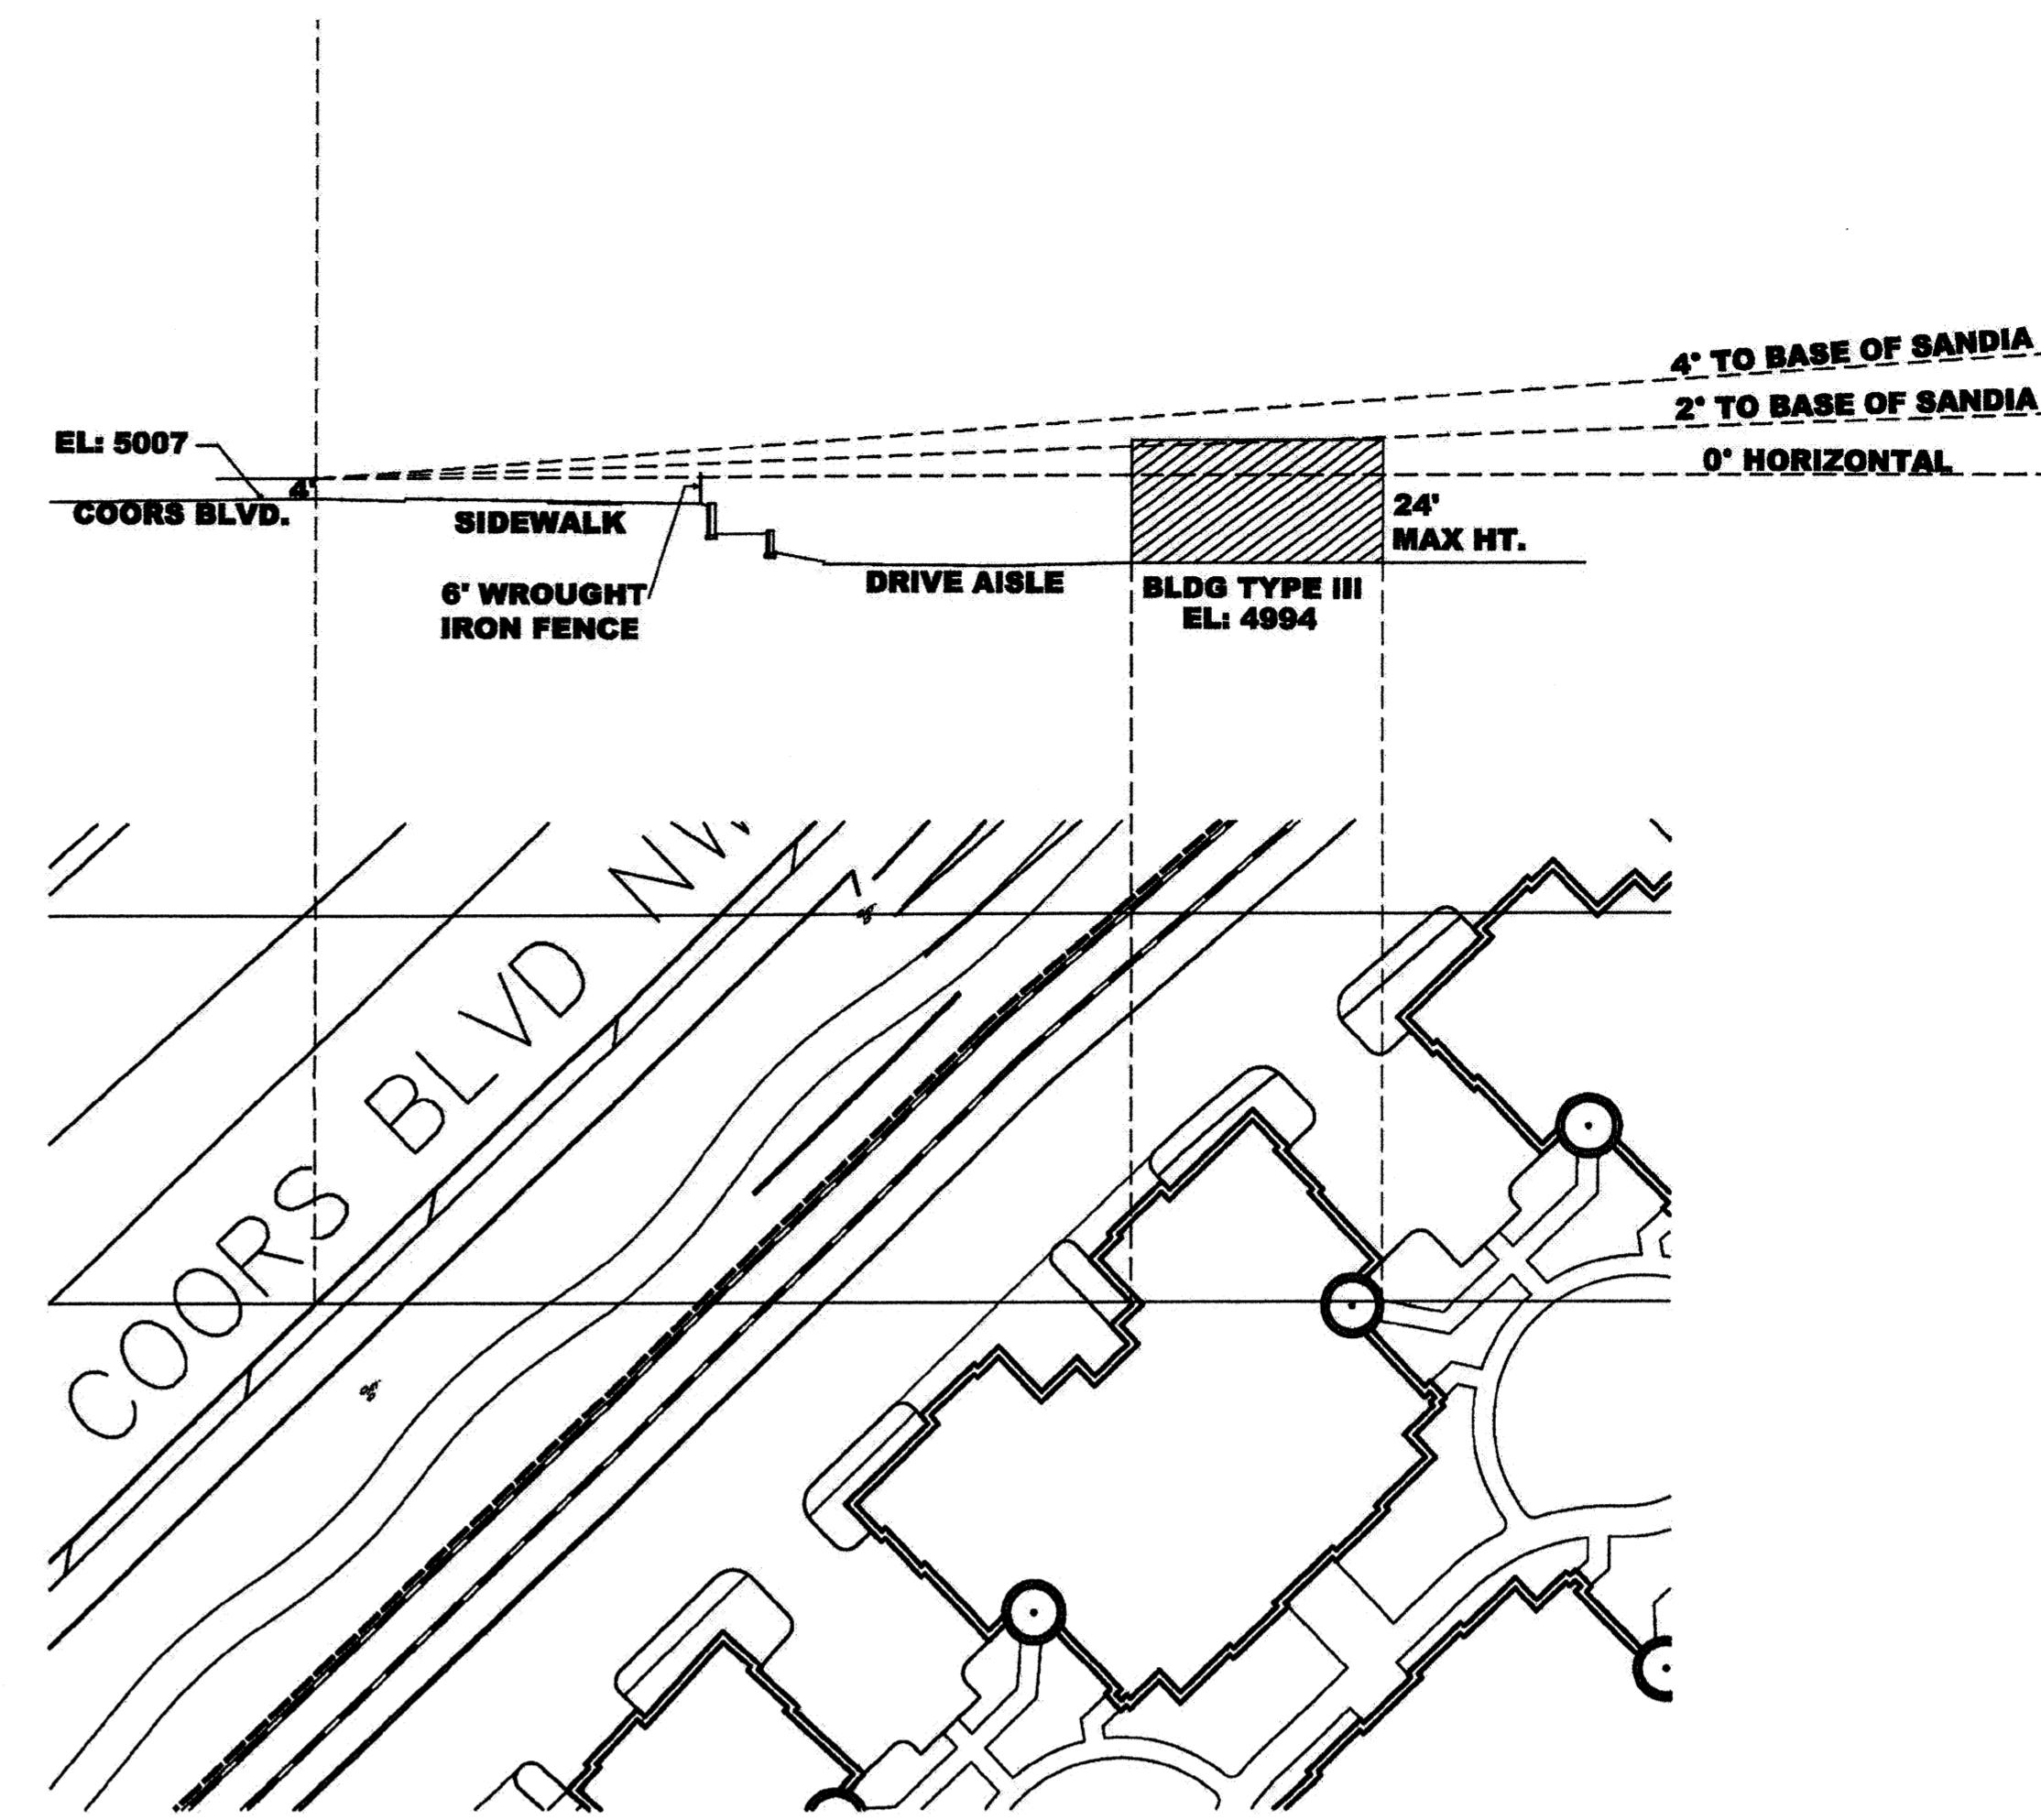 4° TO BASE OF SANDIA
2° TO BASE OF SANDIA
0° HORIZONTAL
EL: 5007
4'
COORS BLVD.
SIDEWALK
24'
MAX HT.
6' WROUGHT
IRON FENCE
DRIVE AISLE
BLDG TYPE III
EL: 4994
COORS BLVD NW